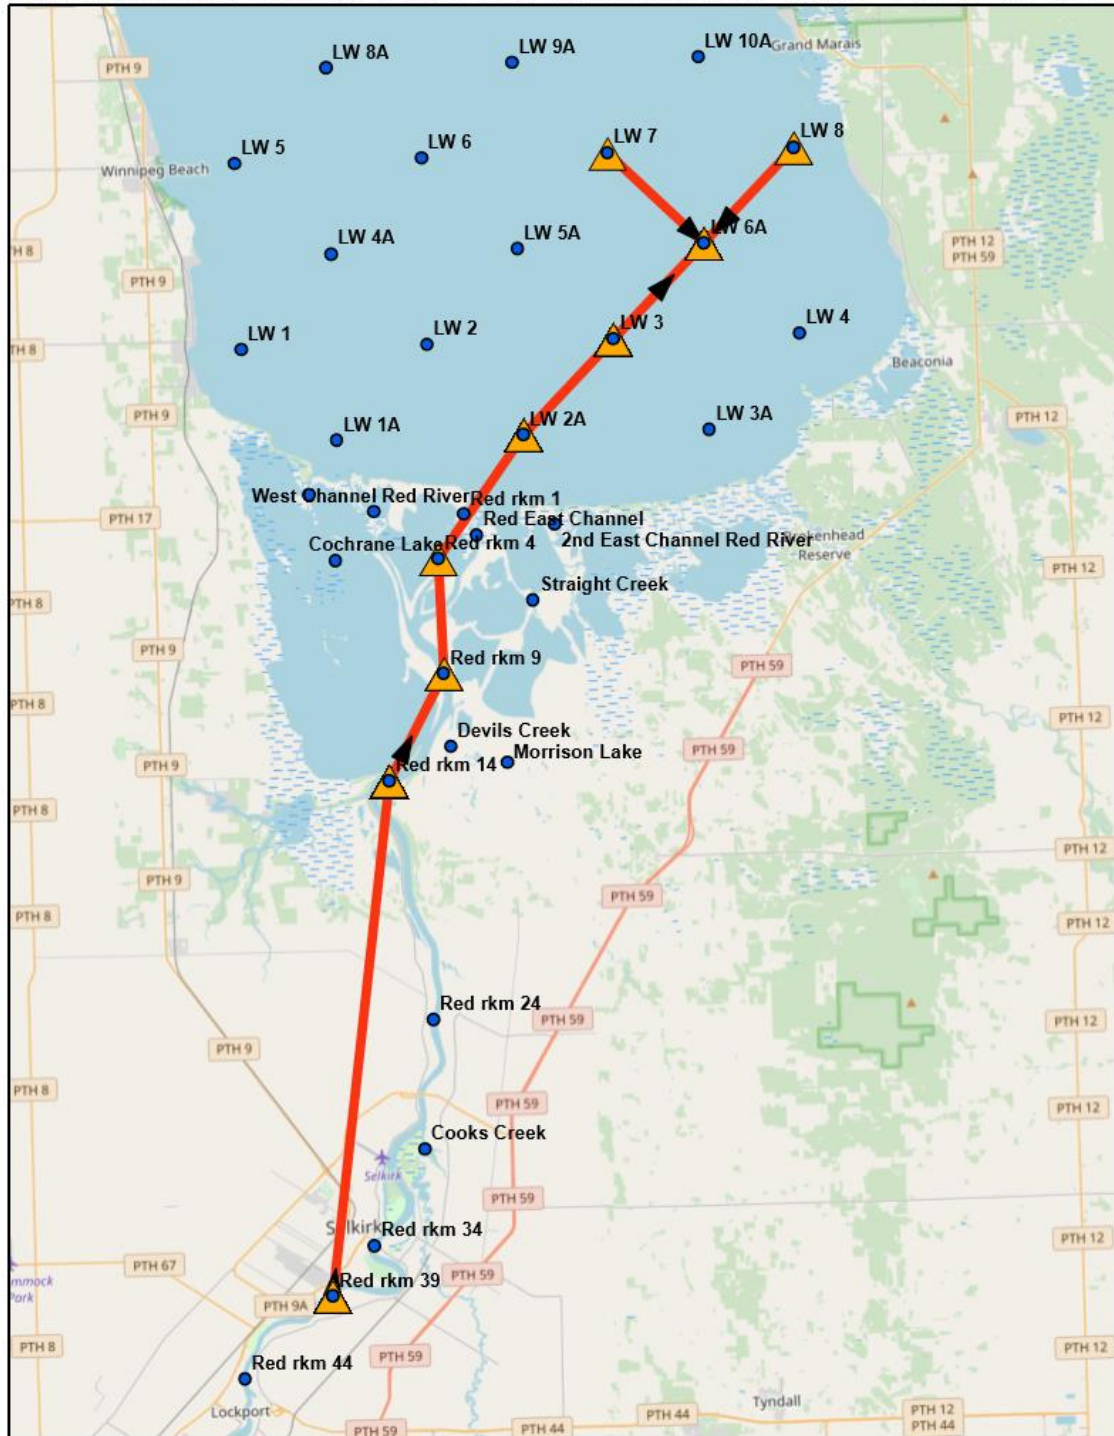 LW 10A
Grand Marais
LW 9A
LW 8A
PTH 9
LW 7
LW 8
LW 6
LW 5
Winnipeg Beach
LW 6A
LW 5A
PTH 12
PTH 59
LW 4A
PTH 8
PTH 9
LW 3
LW 4
LW 2
LW 1
TH 8
Beaconia
LW 2A
LW 3A
LW 1A
PTH 9
PTH 12
West Channel Red River
Red rkm 1
PTH 17
Red East Channel
2nd East Channel Red River
Brokenhead
Reserve
Cochrane Lake
Red rkm 4
PTH 12
Straight Creek
PTH 8
Red rkm 9
PTH 59
PTH 9
PTH 8
PTH 12
Devils Creek
PTH 59
Morrison Lake
Red rkm 14
PTH 9
PTH 8
PTH 12
PTH 9
PTH 59
PTH 8
PTH 12
Red rkm 24
PTH 59
PTH 12
PTH 9
PTH 8
PTH 59
PTH 12
Cooks Creek
Selkirk
PTH 59
Selkirk
Red rkm 34
PTH 12
PTH 67
PTH 59
mmock
Park
Red rkm 39
PTH 9A
PTH 8
PTH 59
PTH 12
Red rkm 44
Lockport
Tyndall
PTH 59
PTH 44
PTH 44
PTH 12
PTH 44